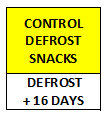 CONTROL
DEFROST
SNACKS
DEFROST
+ 16 DAYS